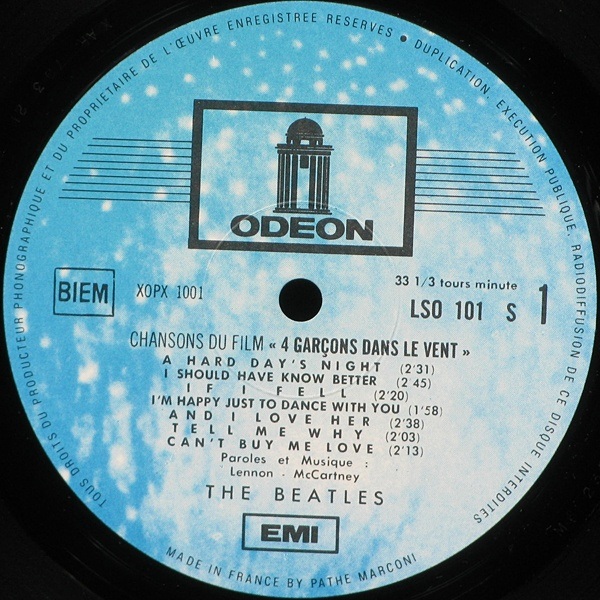 TOUS DROITS DU PRODUCTEUR PHONOGRAPHIQUE ET DU PROPRIETAIRE DE L'ŒUVRE ENREGISTREE RESERVES • DUPLICATION, EXECUTION PUBLIQUE, RADIODIFFUSION DE CE DISQUE INTERDITES
ODEON
BIEM
XOPX 1001
33 1/3 tours minute
LSO 101 S 1
CHANSONS DU FILM « 4 GARÇONS DANS LE VENT »
A HARD DAY'S NIGHT (2'31)
I SHOULD HAVE KNOW BETTER (2 45)
IF I FELL (2'20)
I'M HAPPY JUST TO DANCE WITH YOU (1'58)
AND I LOVE HER (2'38)
TELL ME WHY (2'03)
CAN'T BUY ME LOVE (2'13)
Paroles et Musique :
Lennon - McCartney
THE BEATLES
EMI
MADE IN FRANCE BY PATHE MARCONI